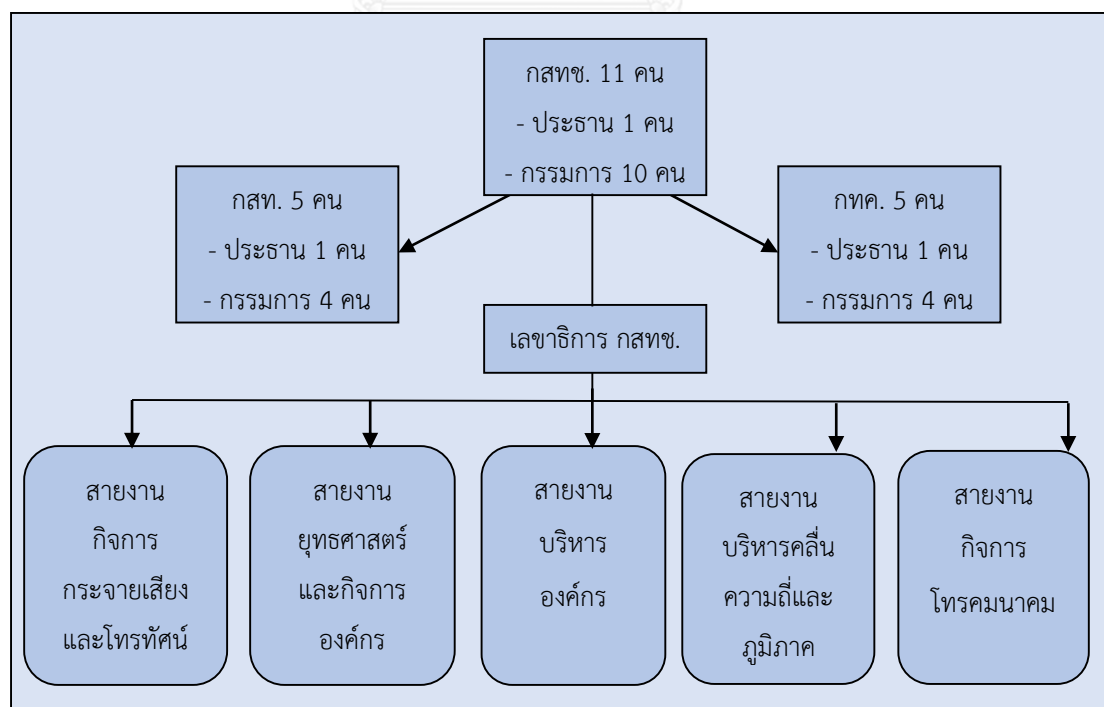 กสทช. 11 คน
- ประธาน 1 คน
- กรรมการ 10 คน
กสท. 5 คน
- ประธาน 1 คน
- กรรมการ 4 คน
กทค. 5 คน
- ประธาน 1 คน
- กรรมการ 4 คน
เลขาธิการ กสทช.
สายงาน
กิจการ
กระจายเสียง
และโทรทัศน์
สายงาน
ยุทธศาสตร์
และกิจการ
องค์กร
สายงาน
บริหาร
องค์กร
สายงาน
บริหารคลื่น
ความถี่และ
ภูมิภาค
สายงาน
กิจการ
โทรคมนาคม